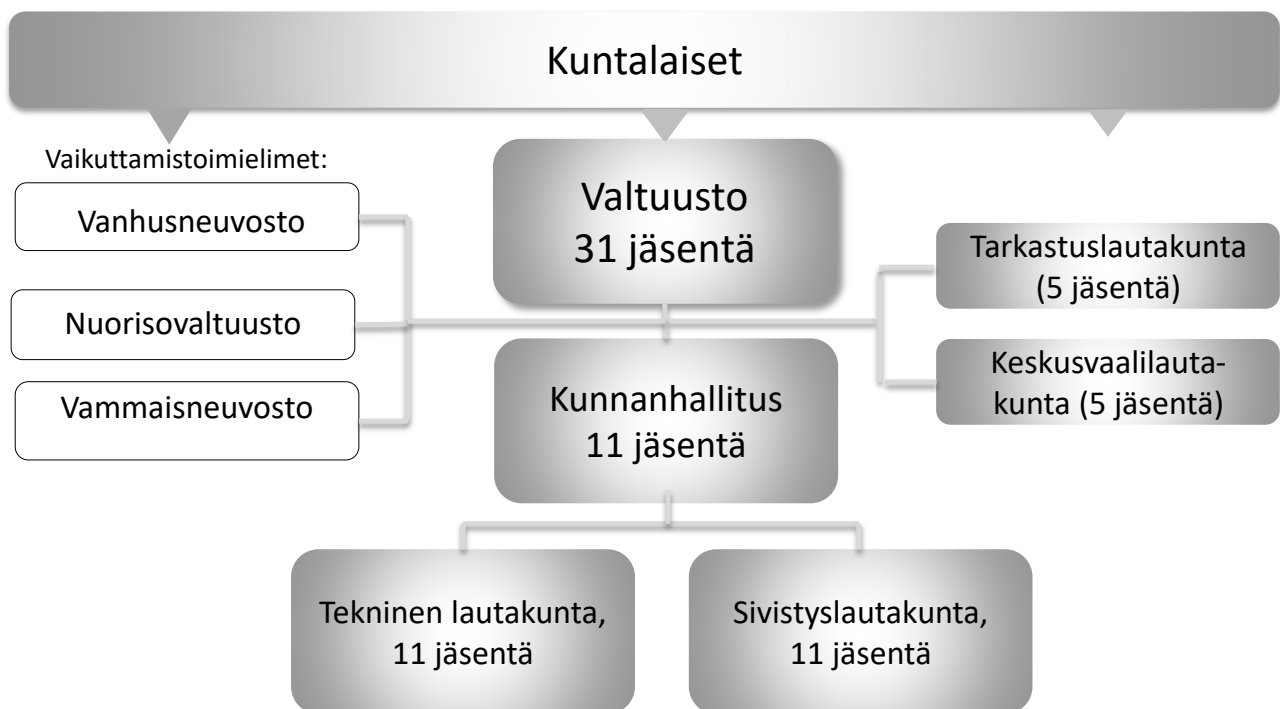 Kuntalaiset
Vaikuttamistoimielimet:
Vanhusneuvosto
Nuorisovaltuusto
Vammaisneuvosto
Valtuusto
31 jäsentä
Kunnanhallitus
11 jäsentä
Tarkastuslautakunta
(5 jäsentä)
Keskusvaalilauta-
kunta (5 jäsentä)
Tekninen lautakunta,
11 jäsentä
Sivistyslautakunta,
11 jäsentä